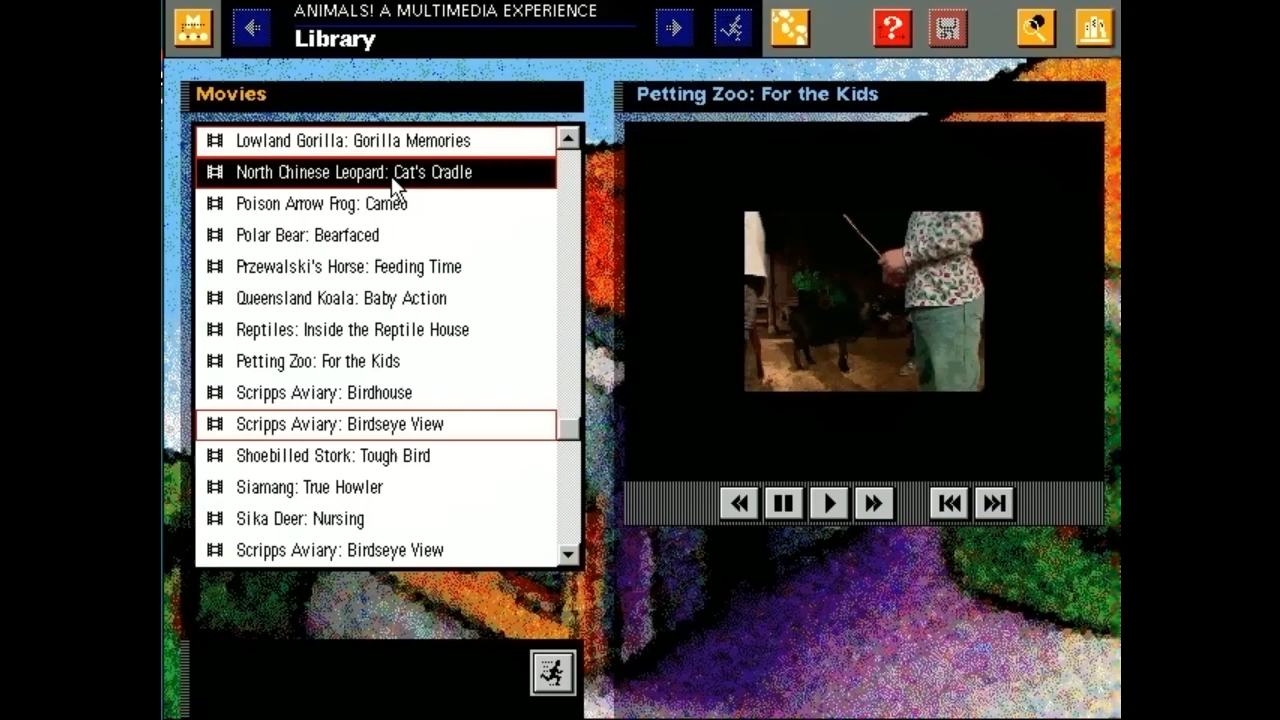 ANIMALS! A MULTIMEDIA EXPERIENCE
Library
?
Movies
Lowland Gorilla: Gorilla Memories
North Chinese Leopard: Cat's Cradle
Poison Arrow Frog: Cameo
Polar Bear: Bearfaced
Przewalski's Horse: Feeding Time
Queensland Koala: Baby Action
Reptiles: Inside the Reptile House
Petting Zoo: For the Kids
Scripps Aviary: Birdhouse
Scripps Aviary: Birdseye View
Shoebilled Stork: Tough Bird
Siamang: True Howler
Sika Deer: Nursing
Scripps Aviary: Birdseye View
Petting Zoo: For the Kids